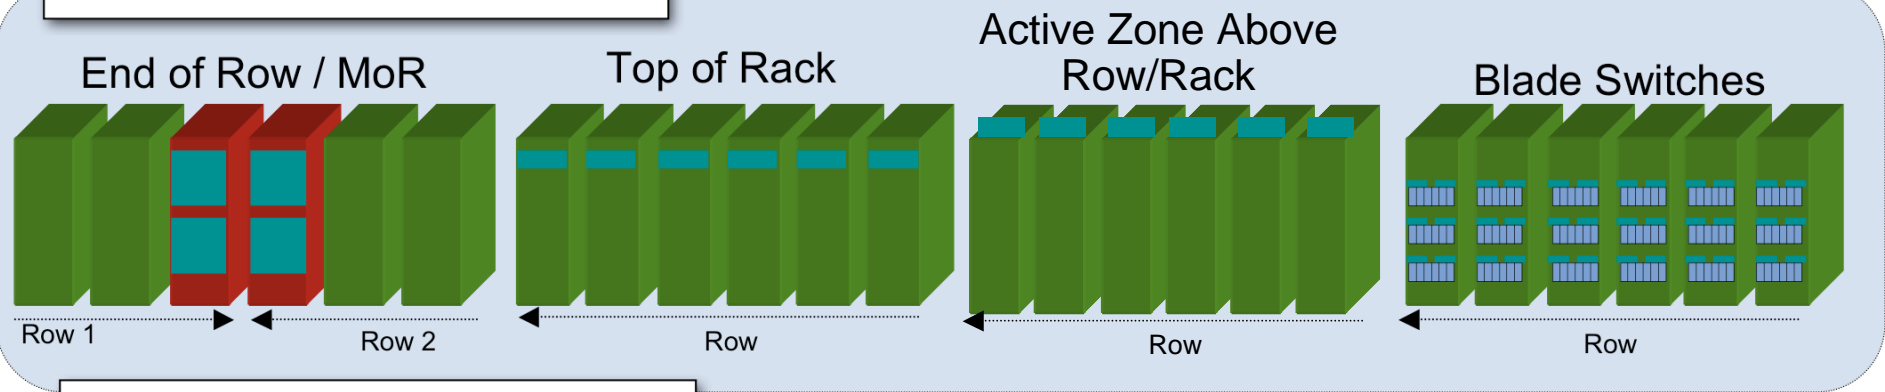 End of Row / MoR
Top of Rack
Active Zone Above
Row/Rack
Blade Switches
Row 1
Row 2
Row
Row
Row